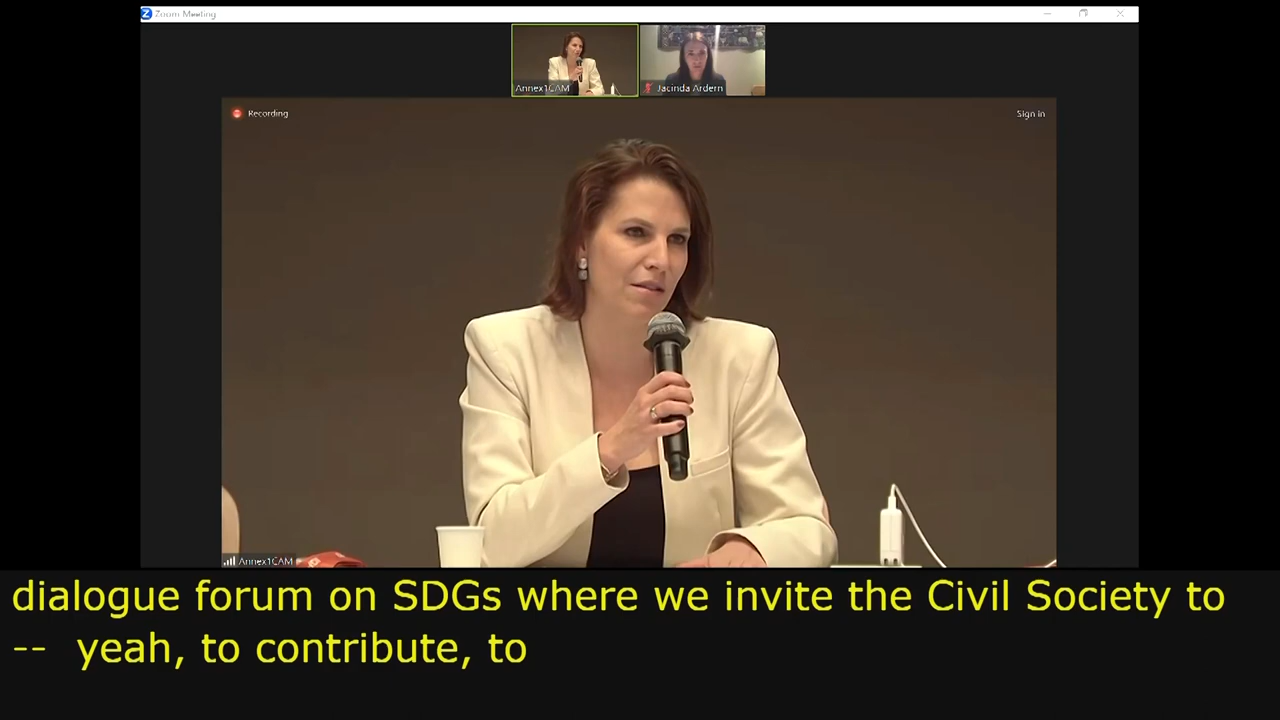 Zoom Meeting
Annex1CAM
Jacinda Ardern
Recording
Sign in
Annex1CAM
dialogue forum on SDGs where we invite the Civil Society to
-- yeah, to contribute, to